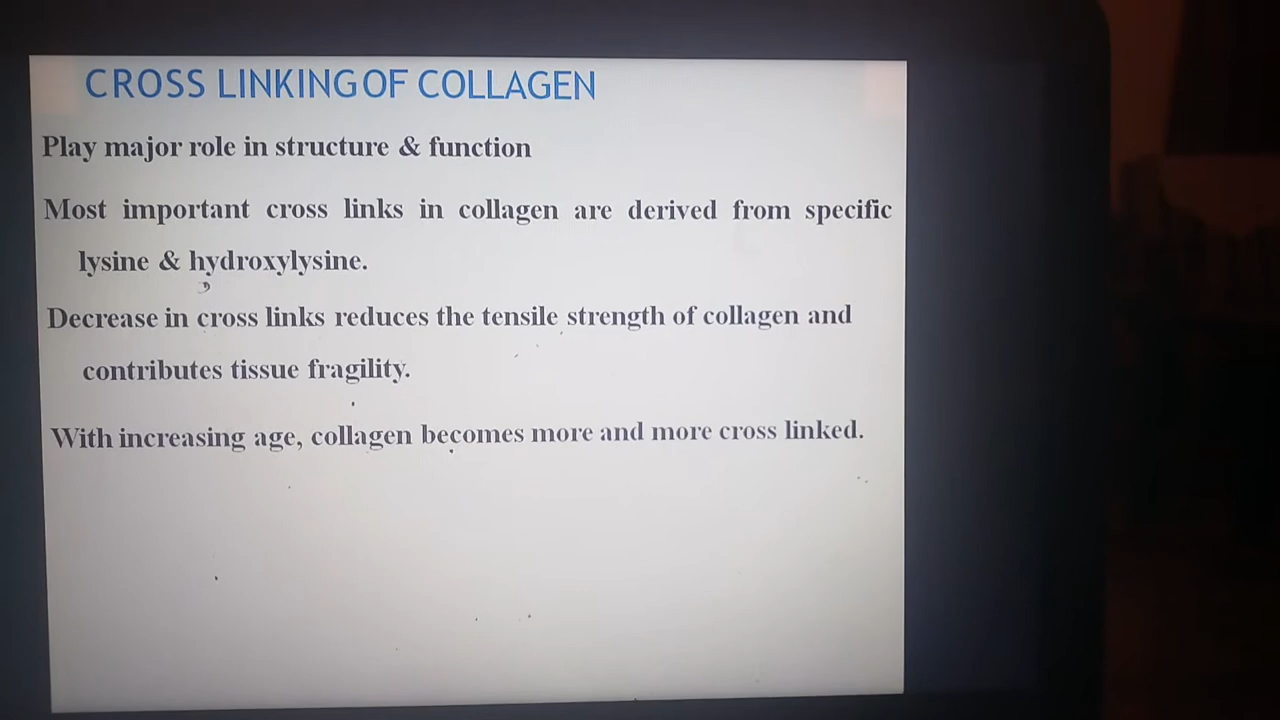 CROSS LINKING OF COLLAGEN
Play major role in structure & function
Most important cross links in collagen are derived from specific
lysine & hydroxylysine.
Decrease in cross links reduces the tensile strength of collagen and
contributes tissue fragility.
With increasing age, collagen becomes more and more cross linked.